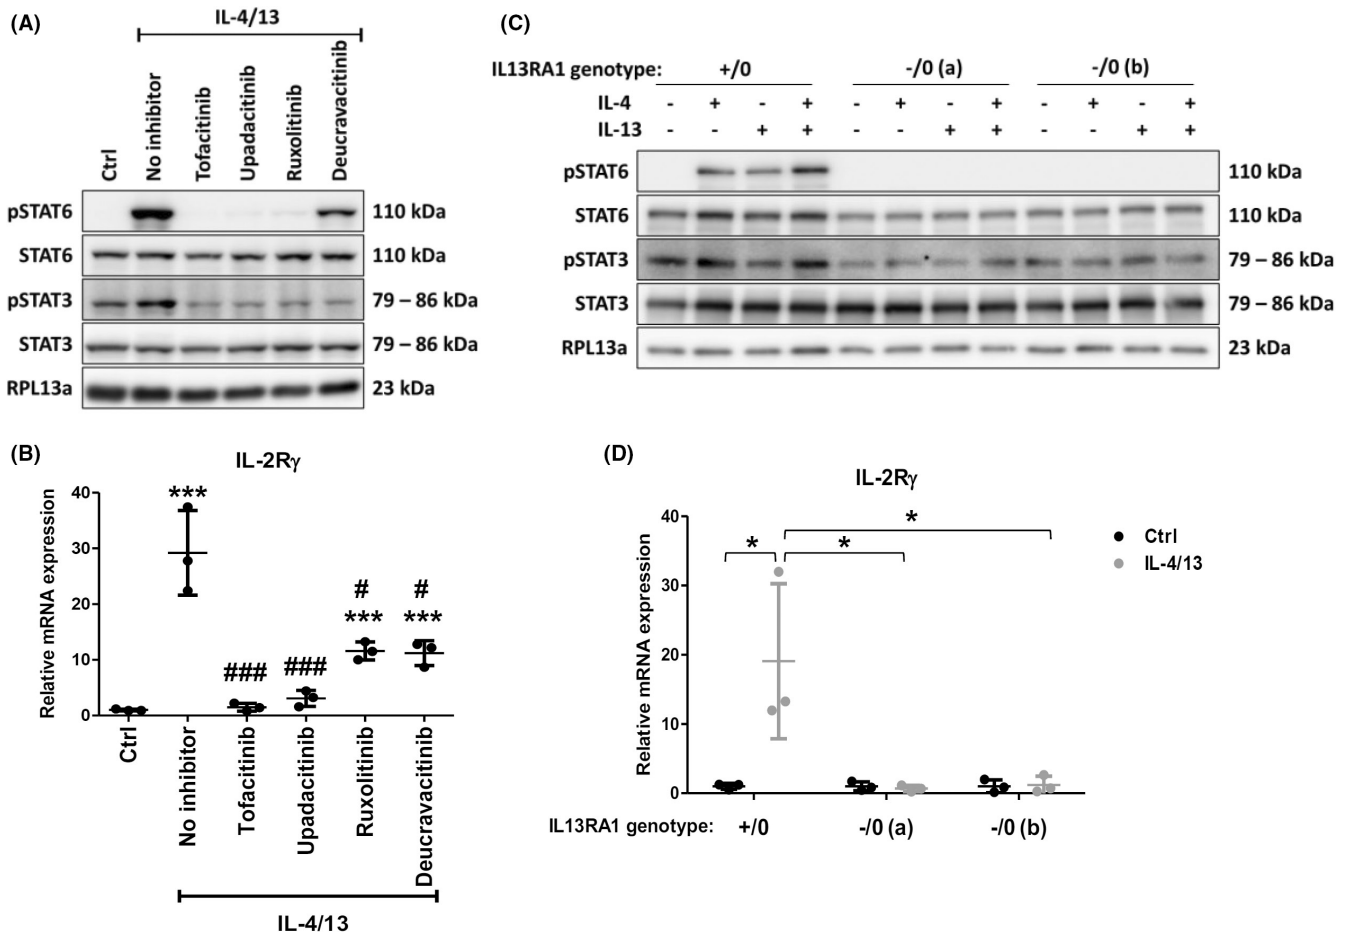 (A)
IL-4/13
Ctrl
No inhibitor
Tofacitinib
Upadacitinib
Ruxolitinib
Deucravacitinib
pSTAT6 110 kDa
STAT6 110 kDa
pSTAT3 79 – 86 kDa
STAT3 79 – 86 kDa
RPL13a 23 kDa
(C)
IL13RA1 genotype: +/0 -/0 (a) -/0 (b)
IL-4 - + - + - + - + - + - +
IL-13 - - + + - - + + - - + +
pSTAT6 110 kDa
STAT6 110 kDa
pSTAT3 79 – 86 kDa
STAT3 79 – 86 kDa
RPL13a 23 kDa
(B)
IL-2Rγ
Relative mRNA expression
40
30
20
10
0
***
###
###
#
***
#
***
Ctrl
No inhibitor
Tofacitinib
Upadacitinib
Ruxolitinib
Deucravacitinib
IL-4/13
(D)
IL-2Rγ
Relative mRNA expression
40
30
20
10
0
*
*
*
Ctrl
IL-4/13
IL13RA1 genotype: +/0 -/0 (a) -/0 (b)